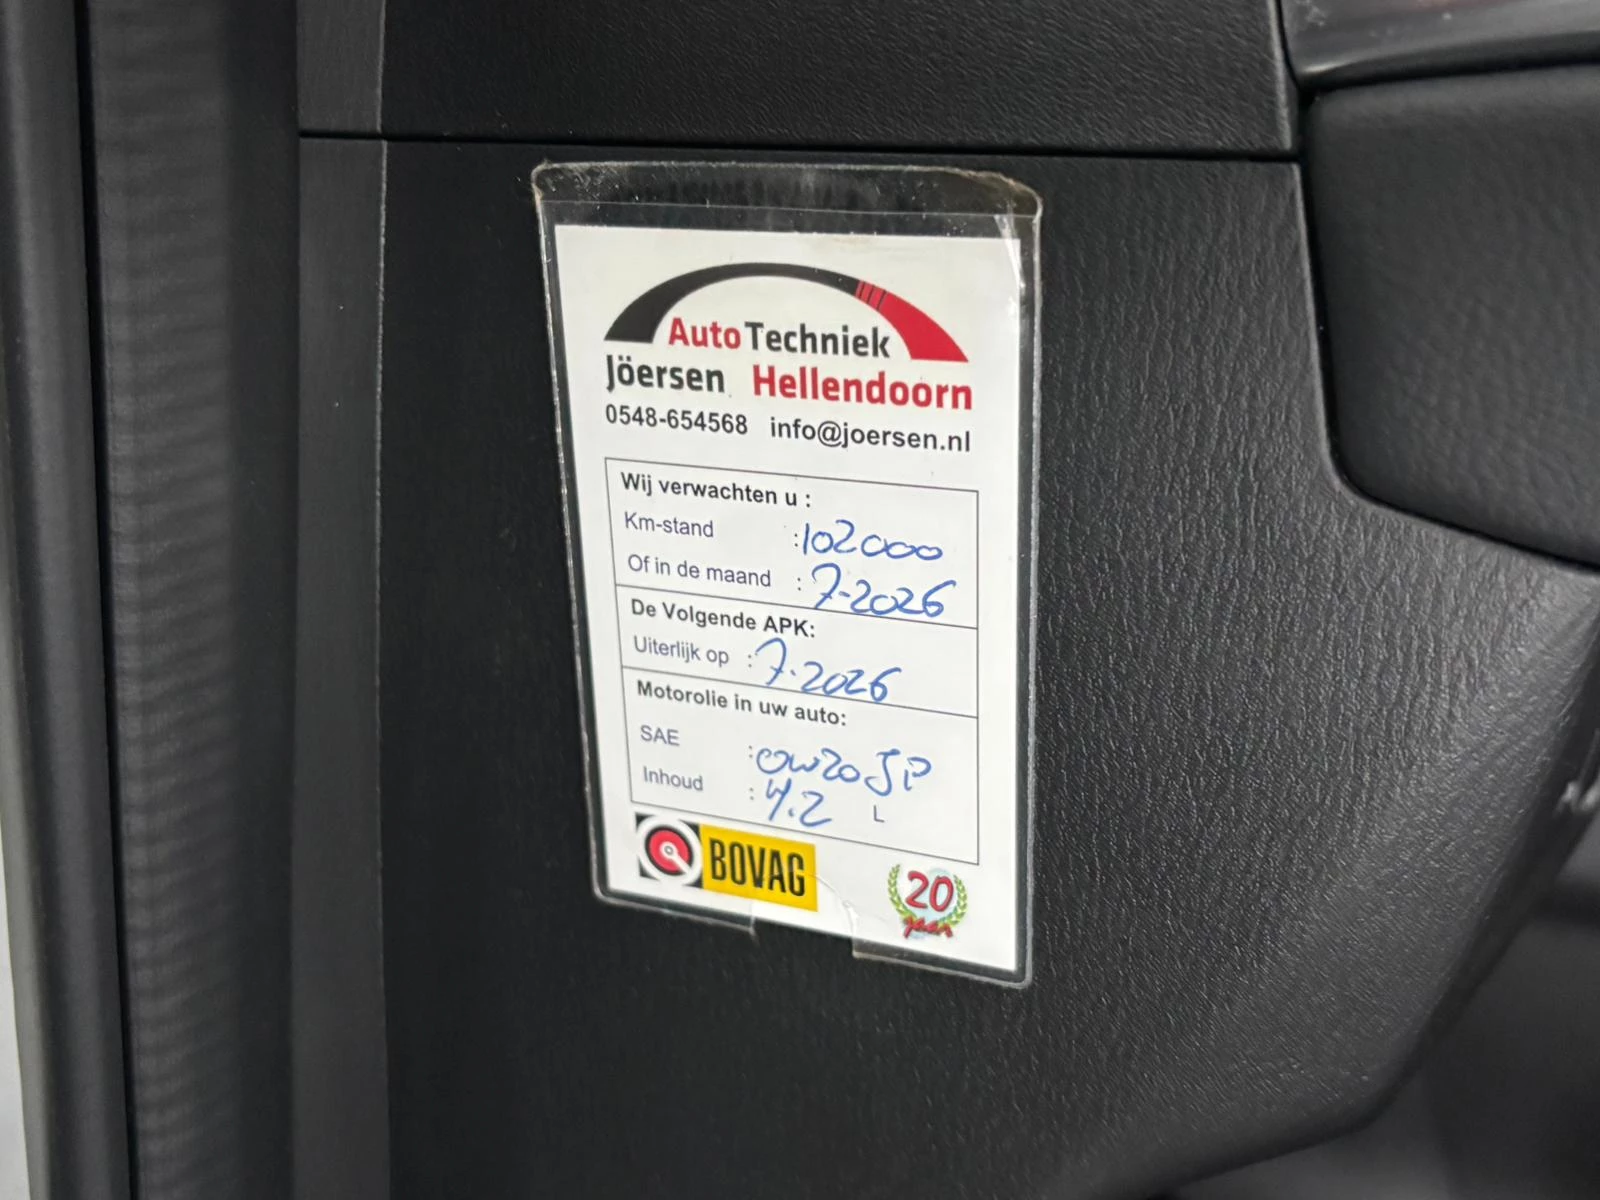 AutoTechniek
Jöersen Hellendoorn
0548-654568 info@joersen.nl
Wij verwachten u :
Km-stand :102000
Of in de maand : 7-2026
De Volgende APK:
Uiterlijk op : 7-2026
Motorolie in uw auto:
SAE :0W20 JP
Inhoud : 4.2 L
BOVAG
20
jaar